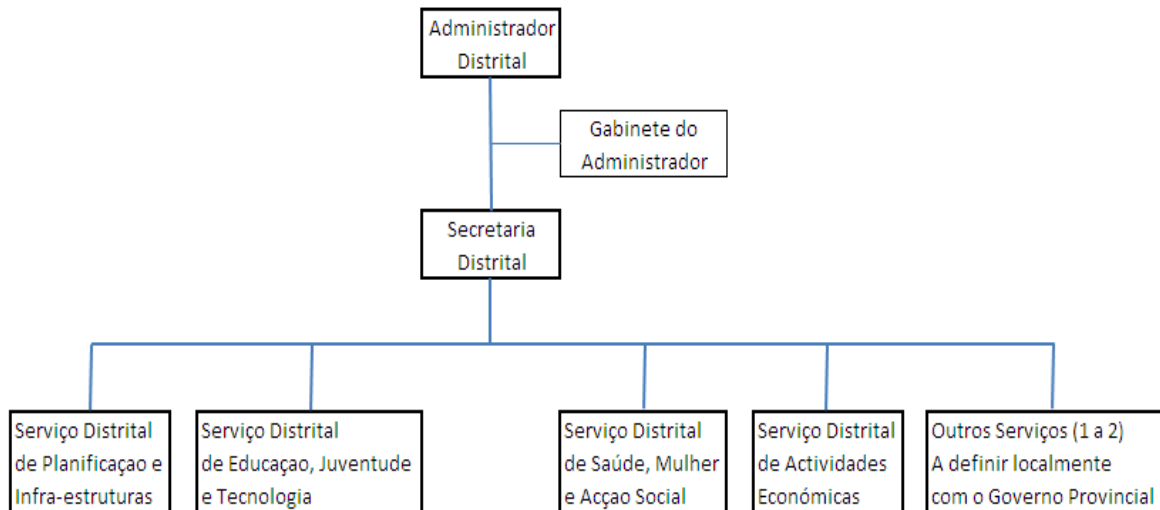 Administrador
Distrital
Gabinete do
Administrador
Secretaria
Distrital
Serviço Distrital
de Planificaçao e
Infra-estruturas
Serviço Distrital
de Educaçao, Juventude
e Tecnologia
Serviço Distrital
de Saúde, Mulher
e Acçao Social
Serviço Distrital
de Actividades
Económicas
Outros Serviços (1 a 2)
A definir localmente
com o Governo Provincial